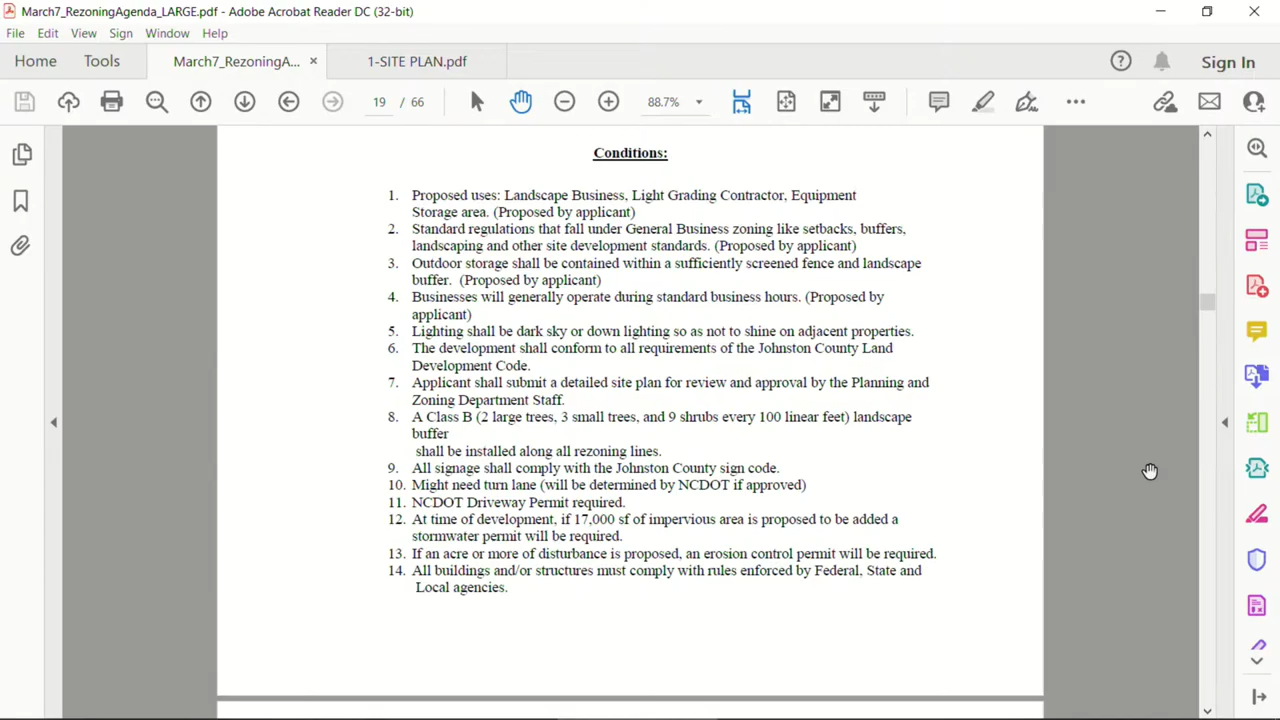 March7_RezoningAgenda_LARGE.pdf - Adobe Acrobat Reader DC (32-bit)
File Edit View Sign Window Help
Home Tools March7_RezoningA... × 1-SITE PLAN.pdf Sign In
19 / 66 88.7%
Conditions:
1. Proposed uses: Landscape Business, Light Grading Contractor, Equipment
Storage area. (Proposed by applicant)
2. Standard regulations that fall under General Business zoning like setbacks, buffers,
landscaping and other site development standards. (Proposed by applicant)
3. Outdoor storage shall be contained within a sufficiently screened fence and landscape
buffer. (Proposed by applicant)
4. Businesses will generally operate during standard business hours. (Proposed by
applicant)
5. Lighting shall be dark sky or down lighting so as not to shine on adjacent properties.
6. The development shall conform to all requirements of the Johnston County Land
Development Code.
7. Applicant shall submit a detailed site plan for review and approval by the Planning and
Zoning Department Staff.
8. A Class B (2 large trees, 3 small trees, and 9 shrubs every 100 linear feet) landscape
buffer
shall be installed along all rezoning lines.
9. All signage shall comply with the Johnston County sign code.
10. Might need turn lane (will be determined by NCDOT if approved)
11. NCDOT Driveway Permit required.
12. At time of development, if 17,000 sf of impervious area is proposed to be added a
stormwater permit will be required.
13. If an acre or more of disturbance is proposed, an erosion control permit will be required.
14. All buildings and/or structures must comply with rules enforced by Federal, State and
Local agencies.